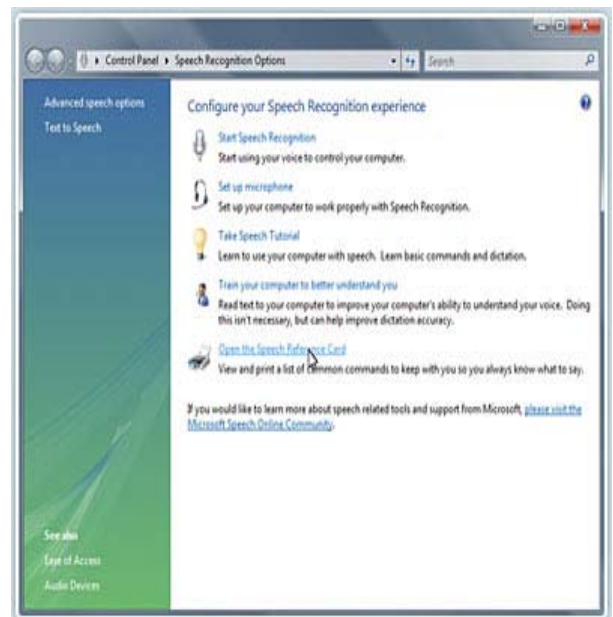 Control Panel ▸ Speech Recognition Options
Search
Advanced speech options
Text to Speech
Configure your Speech Recognition experience
Start Speech Recognition
Start using your voice to control your computer.
Set up microphone
Set up your computer to work properly with Speech Recognition.
Take Speech Tutorial
Learn to use your computer with speech. Learn basic commands and dictation.
Train your computer to better understand you
Read text to your computer to improve your computer's ability to understand your voice. Doing
this isn't necessary, but can help improve dictation accuracy.
Open the Speech Reference Card
View and print a list of common commands to keep with you so you always know what to say.
If you would like to learn more about speech related tools and support from Microsoft, please visit the
Microsoft Speech Online Community.
See also
Ease of Access
Audio Devices